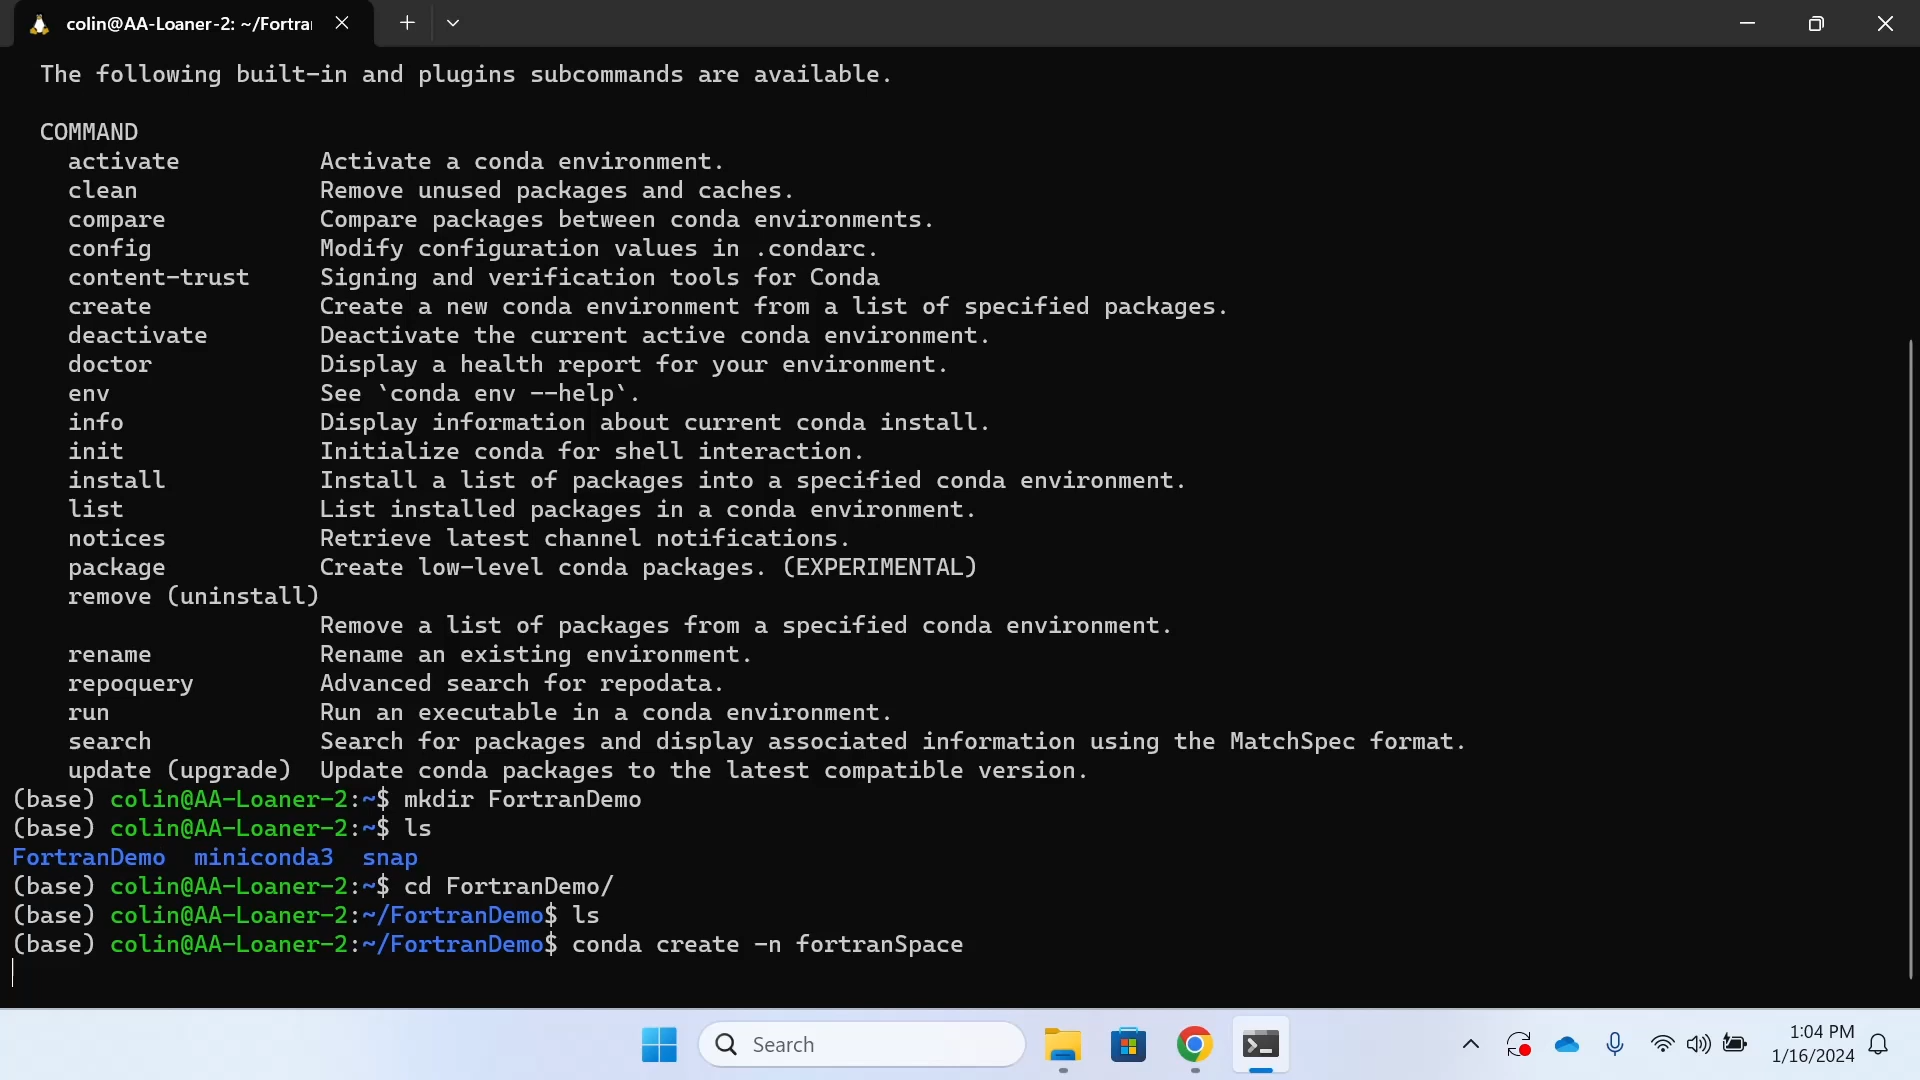 colin@AA-Loaner-2: ~/Fortra
The following built-in and plugins subcommands are available.
COMMAND
activate Activate a conda environment.
clean Remove unused packages and caches.
compare Compare packages between conda environments.
config Modify configuration values in .condarc.
content-trust Signing and verification tools for Conda
create Create a new conda environment from a list of specified packages.
deactivate Deactivate the current active conda environment.
doctor Display a health report for your environment.
env See `conda env --help`.
info Display information about current conda install.
init Initialize conda for shell interaction.
install Install a list of packages into a specified conda environment.
list List installed packages in a conda environment.
notices Retrieve latest channel notifications.
package Create low-level conda packages. (EXPERIMENTAL)
remove (uninstall)
Remove a list of packages from a specified conda environment.
rename Rename an existing environment.
repoquery Advanced search for repodata.
run Run an executable in a conda environment.
search Search for packages and display associated information using the MatchSpec format.
update (upgrade) Update conda packages to the latest compatible version.
(base) colin@AA-Loaner-2:~$ mkdir FortranDemo
(base) colin@AA-Loaner-2:~$ ls
FortranDemo miniconda3 snap
(base) colin@AA-Loaner-2:~$ cd FortranDemo/
(base) colin@AA-Loaner-2:~/FortranDemo$ ls
(base) colin@AA-Loaner-2:~/FortranDemo$ conda create -n fortranSpace
Search
1:04 PM
1/16/2024